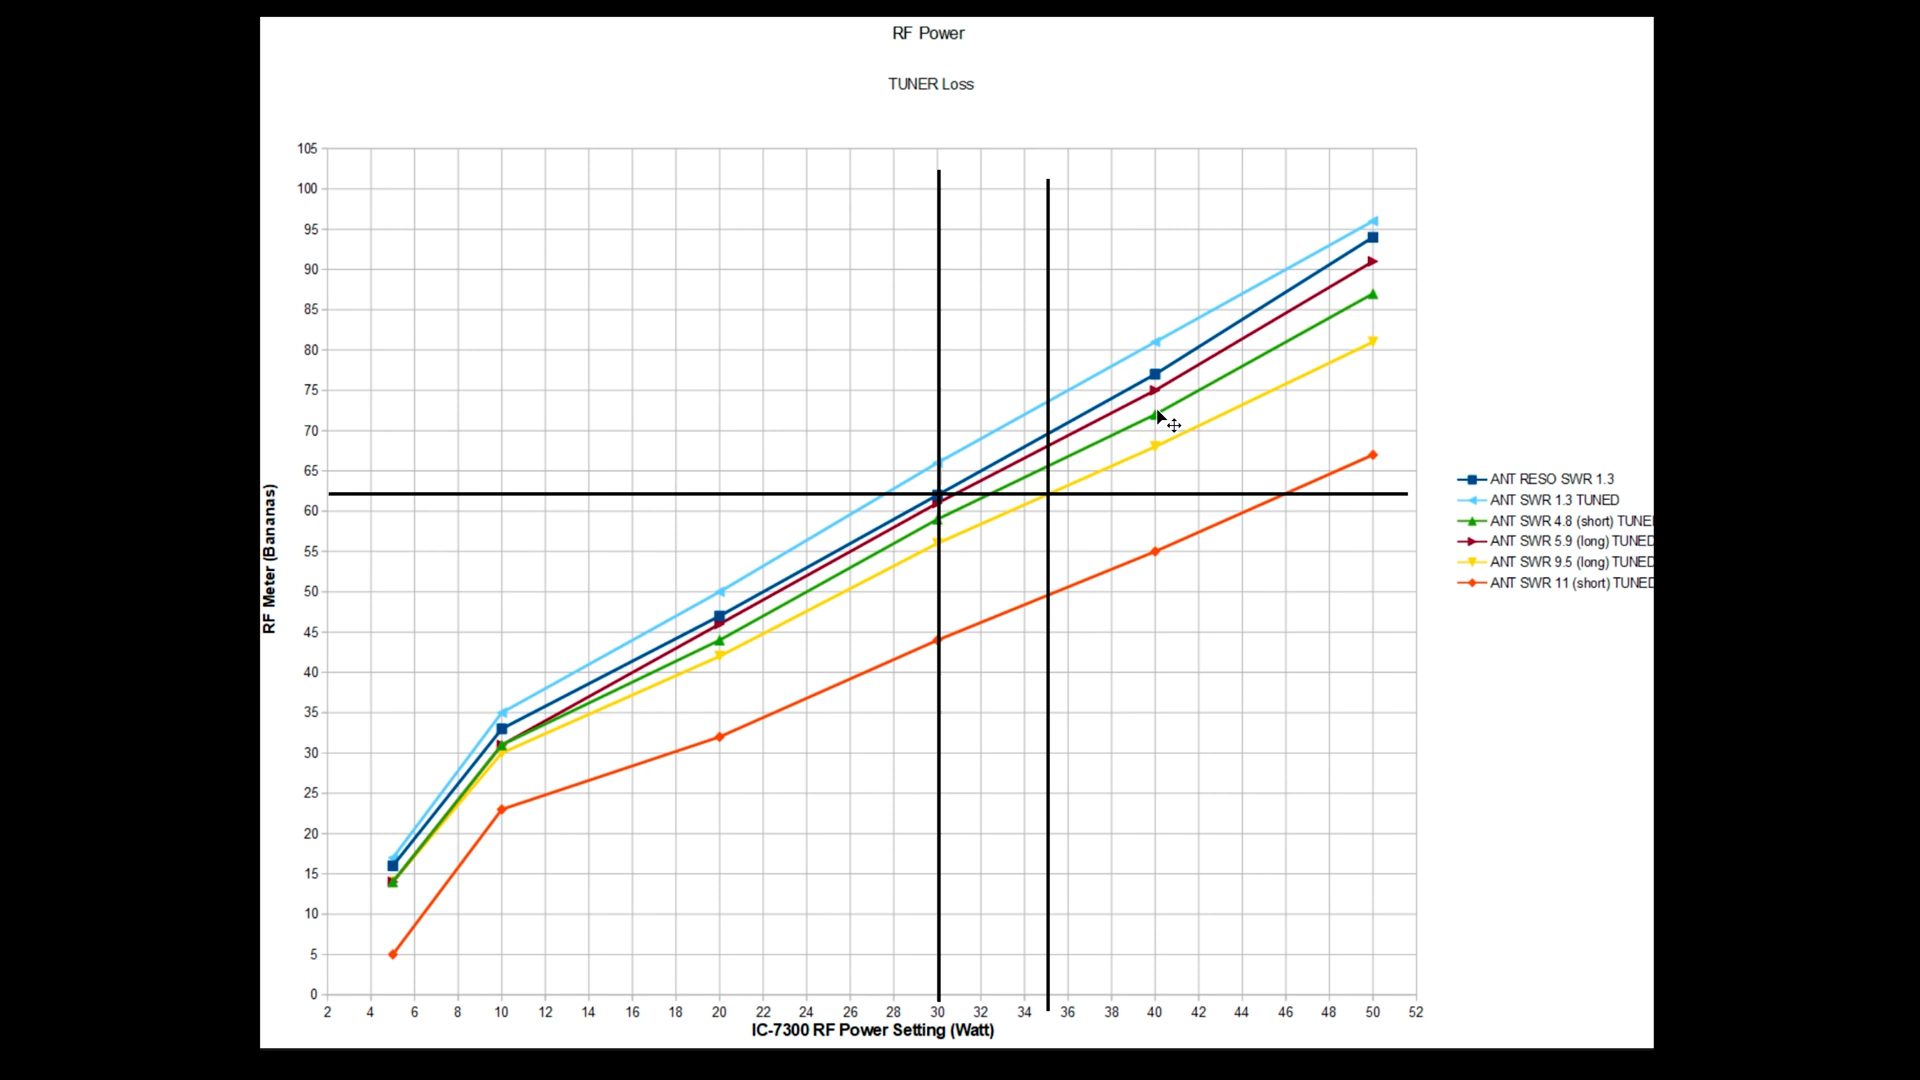 RF Power
TUNER Loss
105
100
95
90
85
80
75
70
65
60
55
50
45
40
35
30
25
20
15
10
5
0
RF Meter (Bananas)
2 4 6 8 10 12 14 16 18 20 22 24 26 28 30 32 34 36 38 40 42 44 46 48 50 52
IC-7300 RF Power Setting (Watt)
ANT RESO SWR 1.3
ANT SWR 1.3 TUNED
ANT SWR 4.8 (short) TUNE
ANT SWR 5.9 (long) TUNED
ANT SWR 9.5 (long) TUNED
ANT SWR 11 (short) TUNED